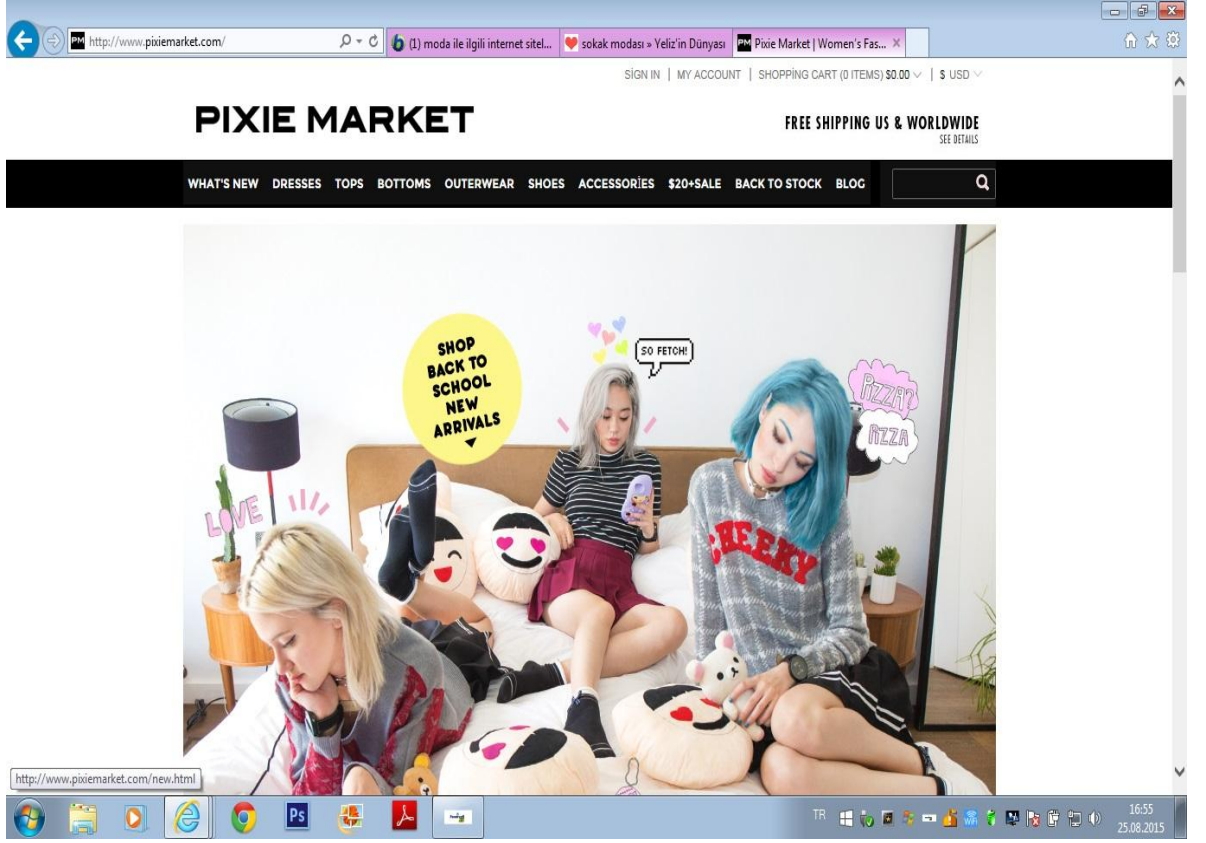 http://www.pixiemarket.com/
(1) moda ile ilgili internet sitel...
sokak modası » Yeliz'in Dünyası
PM Pixie Market | Women's Fas...
SİGN IN | MY ACCOUNT | SHOPPİNG CART (0 ITEMS) $0.00 | $ USD
PIXIE MARKET
FREE SHIPPING US & WORLDWIDE
SEE DETAILS
WHAT'S NEW DRESSES TOPS BOTTOMS OUTERWEAR SHOES ACCESSORİES $20+SALE BACK TO STOCK BLOG
SHOP
BACK TO
SCHOOL
NEW
ARRIVALS
SO FETCH!
PIZZA?
PIZZA
LOVE
CHEEKY
http://www.pixiemarket.com/new.html
Ps
TR
16:55
25.08.2015